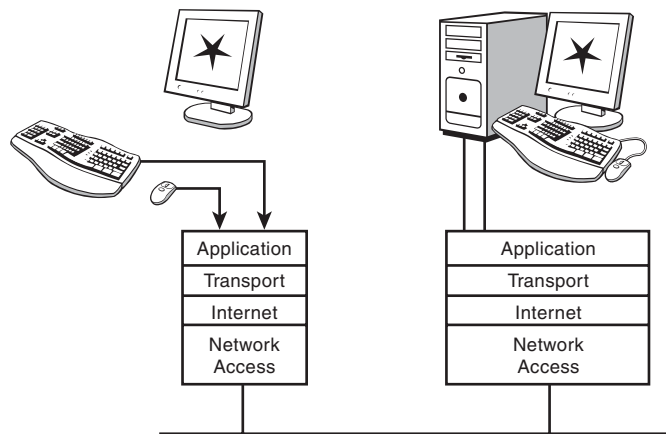 Application
Transport
Internet
Network
Access
Application
Transport
Internet
Network
Access